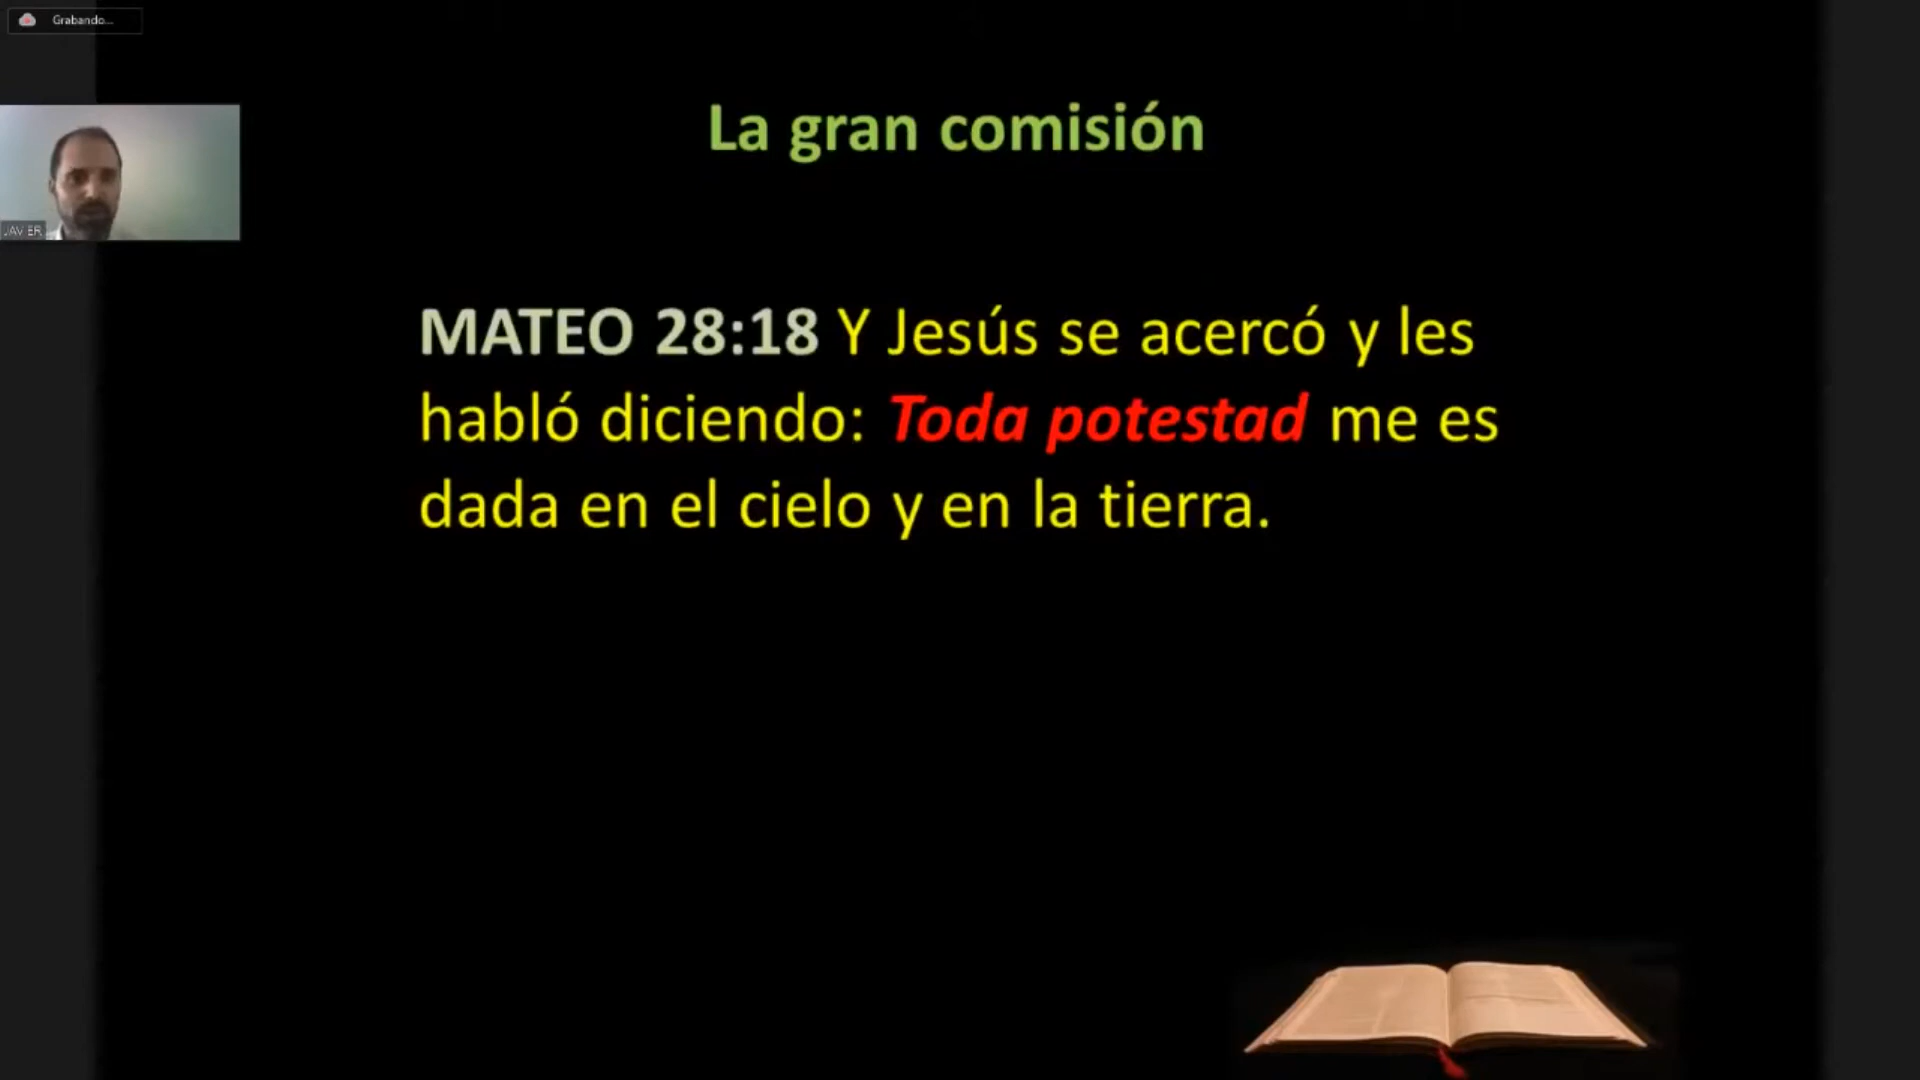 Grabando...
La gran comisión
JAVIER
MATEO 28:18 Y Jesús se acercó y les
habló diciendo: Toda potestad me es
dada en el cielo y en la tierra.